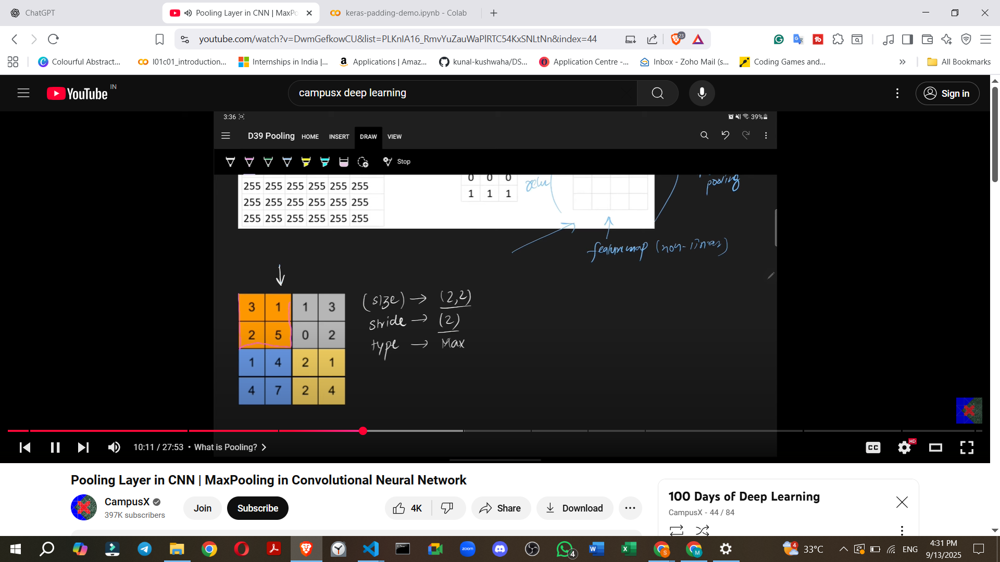 ChatGPT
Pooling Layer in CNN | MaxPo
keras-padding-demo.ipynb - Colab
youtube.com/watch?v=DwmGefkowCU&list=PLKnIA16_RmvYuZauWaPlRTC54KxSNLtNn&index=44
23
Colourful Abstract...
l01c01_introduction...
Internships in India |...
Applications | Amaz...
kunal-kushwaha/DS...
Application Centre -...
Inbox - Zoho Mail (s...
Coding Games and...
All Bookmarks
YouTube IN
campusx deep learning
Sign in
3:36
39%
D39 Pooling HOME INSERT DRAW VIEW
Stop
0 0 0
1 1 1
relu
pooling
255 255 255 255 255 255
255 255 255 255 255 255
255 255 255 255 255 255
feature map (non-linear)
3 1 1 3
2 5 0 2
1 4 2 1
4 7 2 4
(size) → (2,2)
stride → (2)
type → Max
10:11 / 27:53 • What is Pooling?
CC
HD
Pooling Layer in CNN | MaxPooling in Convolutional Neural Network
CampusX
397K subscribers
Join
Subscribe
4K
Share
Download
100 Days of Deep Learning
CampusX - 44 / 84
zoom
4
4
33°C
ENG
4:31 PM
9/13/2025